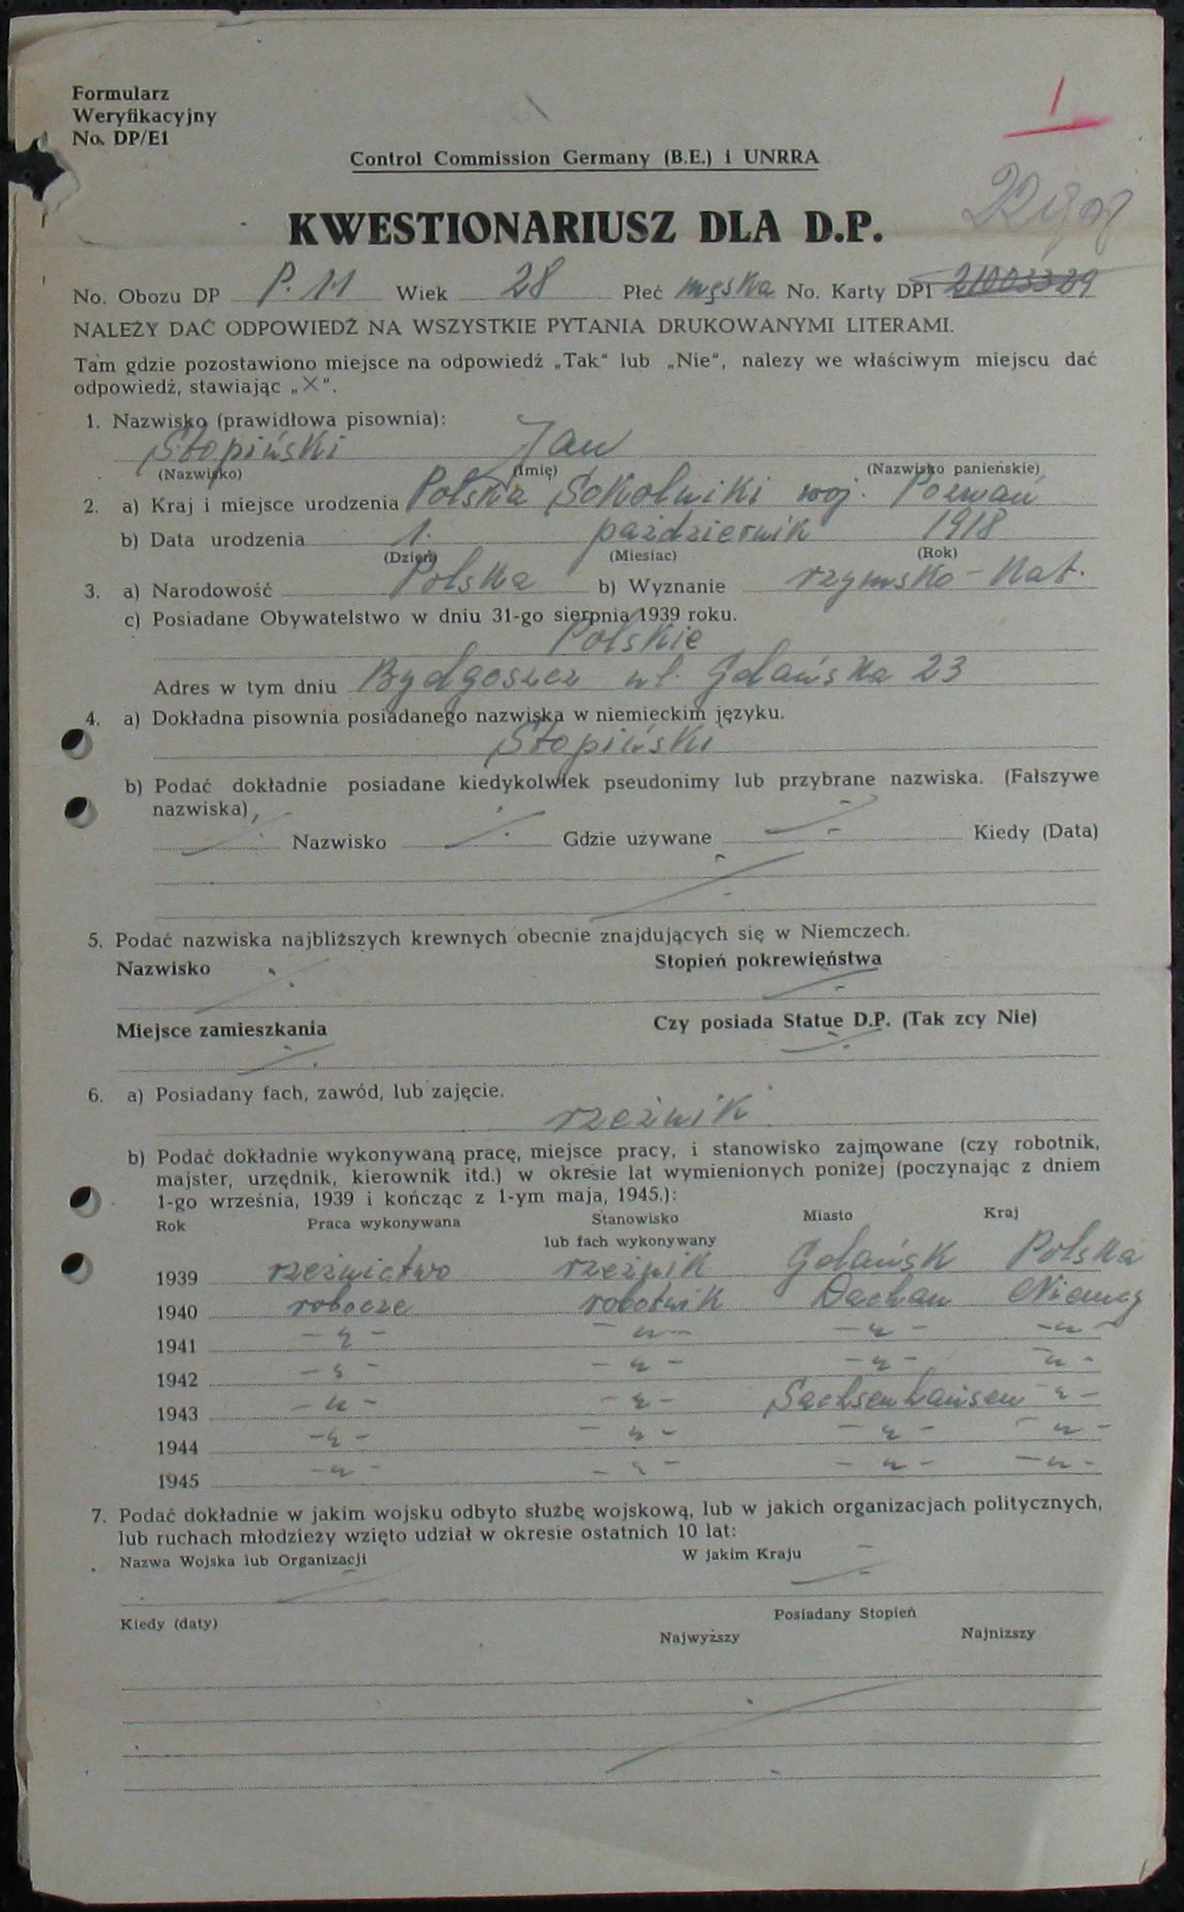 Formularz
Weryfikacyjny
No. DP/E1
1
Control Commission Germany (B.E.) i UNRRA
KWESTIONARIUSZ DLA D.P.
No. Obozu DP P. 11 Wiek 28 Płeć męska No. Karty DP1 21003389
NALEŻY DAĆ ODPOWIEDŹ NA WSZYSTKIE PYTANIA DRUKOWANYMI LITERAMI.
Tam gdzie pozostawiono miejsce na odpowiedź „Tak“ lub „Nie“, nalezy we właściwym miejscu dać
odpowiedź, stawiając „X“.
1. Nazwisko (prawidłowa pisownia):
Słopiński Jan
(Nazwisko) (Imię) (Nazwisko panieńskie)
2. a) Kraj i miejsce urodzenia Polska Sokolniki woj. Poznań
b) Data urodzenia 1. październik 1918
(Dzień) (Miesiac) (Rok)
3. a) Narodowość Polska b) Wyznanie rzymsko - Kat.
c) Posiadane Obywatelstwo w dniu 31-go sierpnia 1939 roku.
Polskie
Adres w tym dniu Bydgoszcz ul. Gdańska 23
4. a) Dokładna pisownia posiadanego nazwiska w niemieckim języku.
Słopiński
b) Podać dokładnie posiadane kiedykolwiek pseudonimy lub przybrane nazwiska. (Fałszywe
nazwiska),
Nazwisko Gdzie używane Kiedy (Data)
5. Podać nazwiska najbliższych krewnych obecnie znajdujących się w Niemczech.
Nazwisko Stopień pokrewieństwa
Miejsce zamieszkania Czy posiada Statue D.P. (Tak zcy Nie)
6. a) Posiadany fach, zawód, lub zajęcie.
rzeźnik
b) Podać dokładnie wykonywaną pracę, miejsce pracy, i stanowisko zajmowane (czy robotnik,
majster, urzędnik, kierownik itd.) w okresie lat wymienionych poniżej (poczynając z dniem
1-go września, 1939 i kończąc z 1-ym maja, 1945.):
Rok Praca wykonywana Stanowisko Miasto Kraj
lub fach wykonywany
1939 rzeźnictwo rzeźnik Gdańsk Polska
1940 robocze robotnik Dachau Niemcy
1941 - " - - " - - " - - " -
1942 - " - - " - - " - - " -
1943 - " - - " - Sachsenhausen - " -
1944 - " - - " - - " - - " -
1945 - " - - " - - " - - " -
7. Podać dokładnie w jakim wojsku odbyto służbę wojskową, lub w jakich organizacjach politycznych,
lub ruchach młodzieży wzięto udział w okresie ostatnich 10 lat:
Nazwa Wojska lub Organizacji W jakim Kraju
Kiedy (daty) Posiadany Stopień
Najwyższy Najniższy